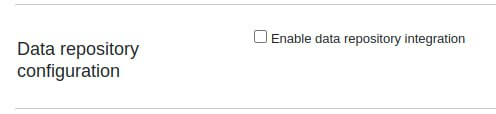 Data repository
configuration
Enable data repository integration